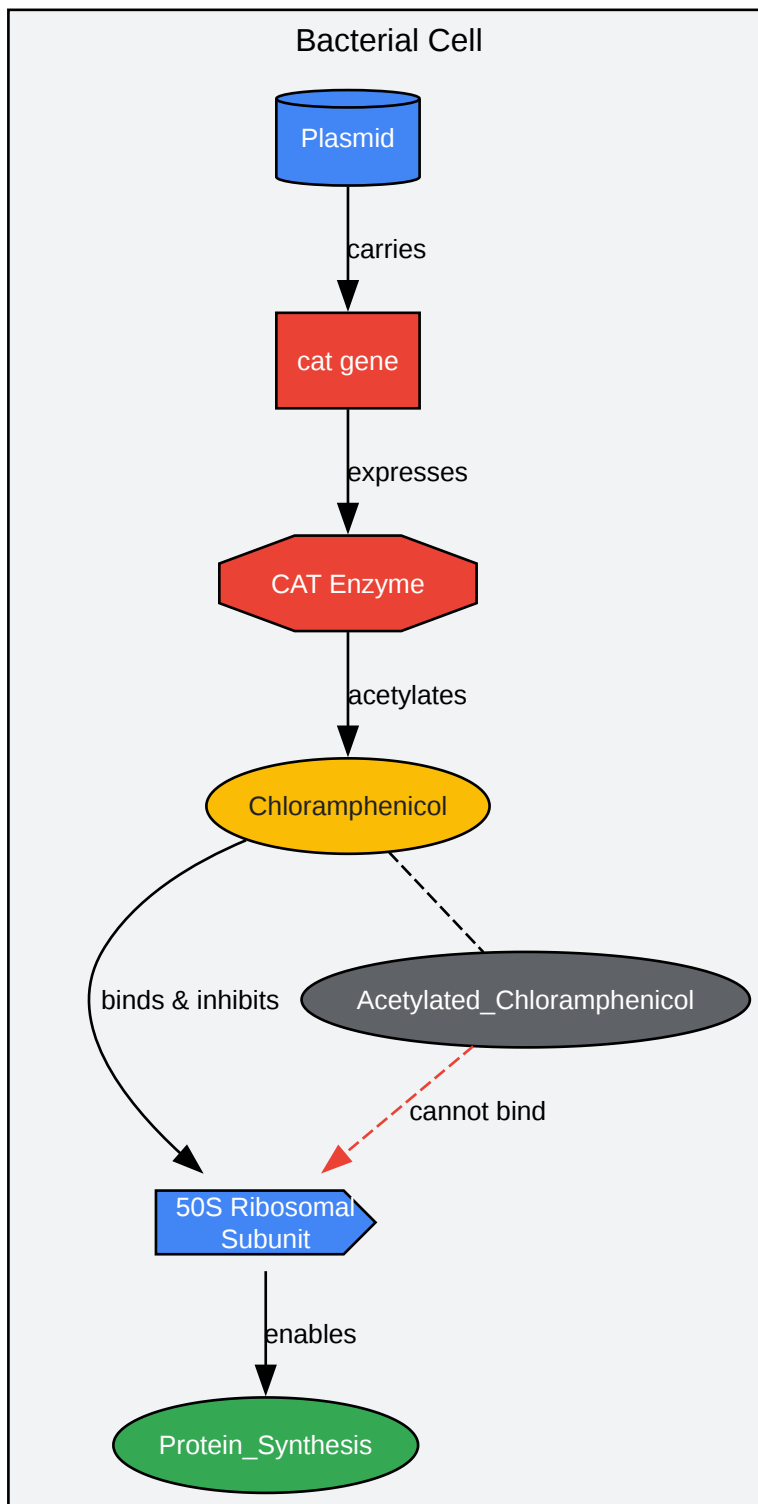 Bacterial Cell
Plasmid
carries
cat gene
expresses
CAT Enzyme
acetylates
Chloramphenicol
binds & inhibits
Acetylated_Chloramphenicol
cannot bind
50S Ribosomal
Subunit
enables
Protein_Synthesis